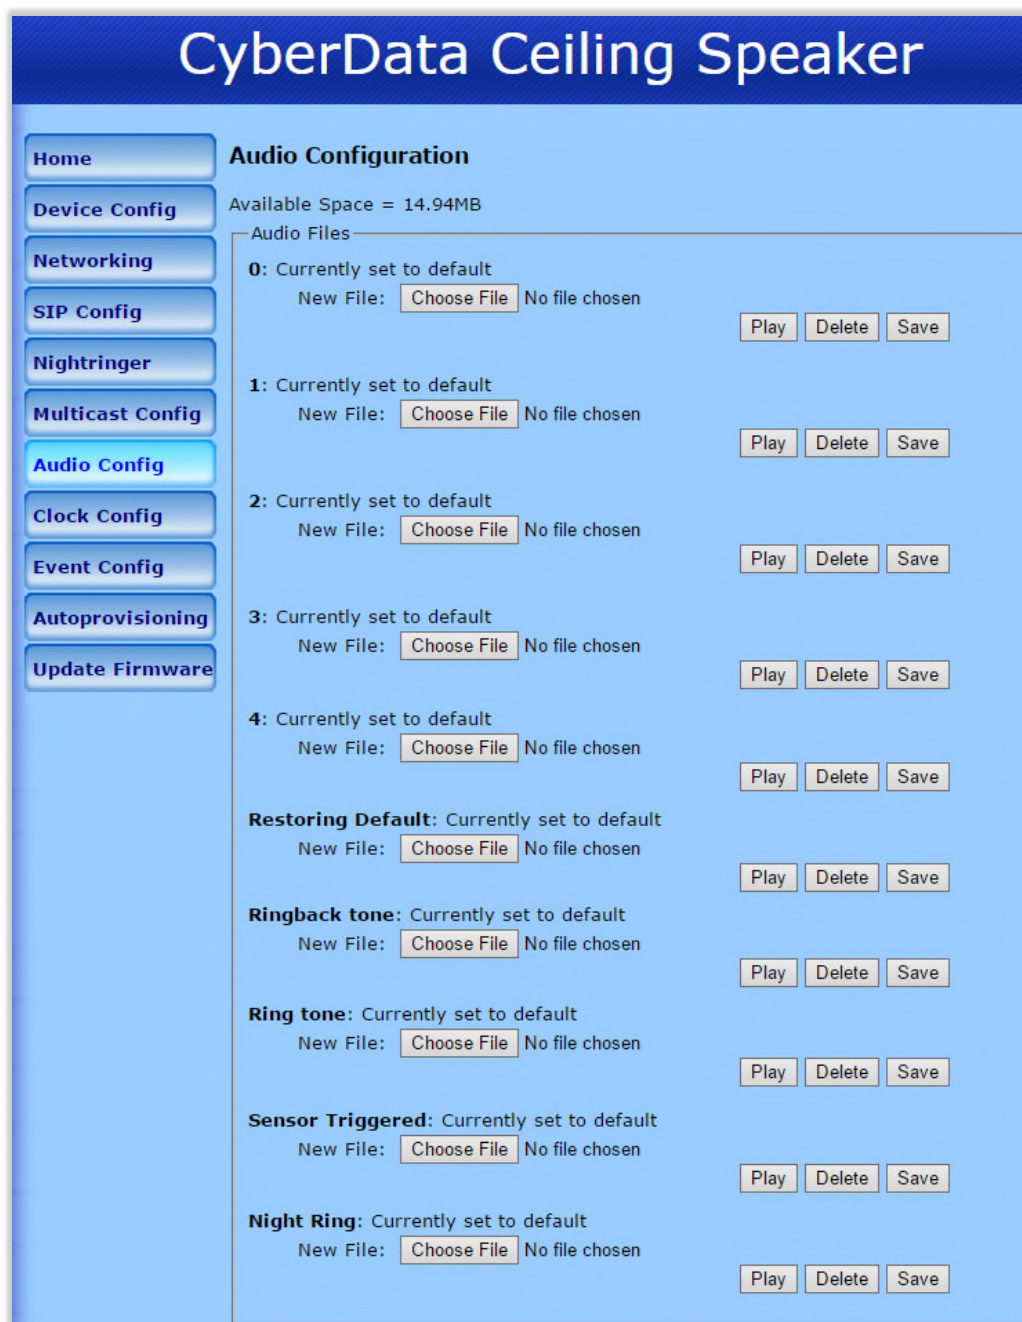 CyberData Ceiling Speaker
Home
Device Config
Networking
SIP Config
Nightringer
Multicast Config
Audio Config
Clock Config
Event Config
Autoprovisioning
Update Firmware
Audio Configuration
Available Space = 14.94MB
Audio Files
0: Currently set to default
New File: Choose File No file chosen
Play Delete Save
1: Currently set to default
New File: Choose File No file chosen
Play Delete Save
2: Currently set to default
New File: Choose File No file chosen
Play Delete Save
3: Currently set to default
New File: Choose File No file chosen
Play Delete Save
4: Currently set to default
New File: Choose File No file chosen
Play Delete Save
Restoring Default: Currently set to default
New File: Choose File No file chosen
Play Delete Save
Ringback tone: Currently set to default
New File: Choose File No file chosen
Play Delete Save
Ring tone: Currently set to default
New File: Choose File No file chosen
Play Delete Save
Sensor Triggered: Currently set to default
New File: Choose File No file chosen
Play Delete Save
Night Ring: Currently set to default
New File: Choose File No file chosen
Play Delete Save